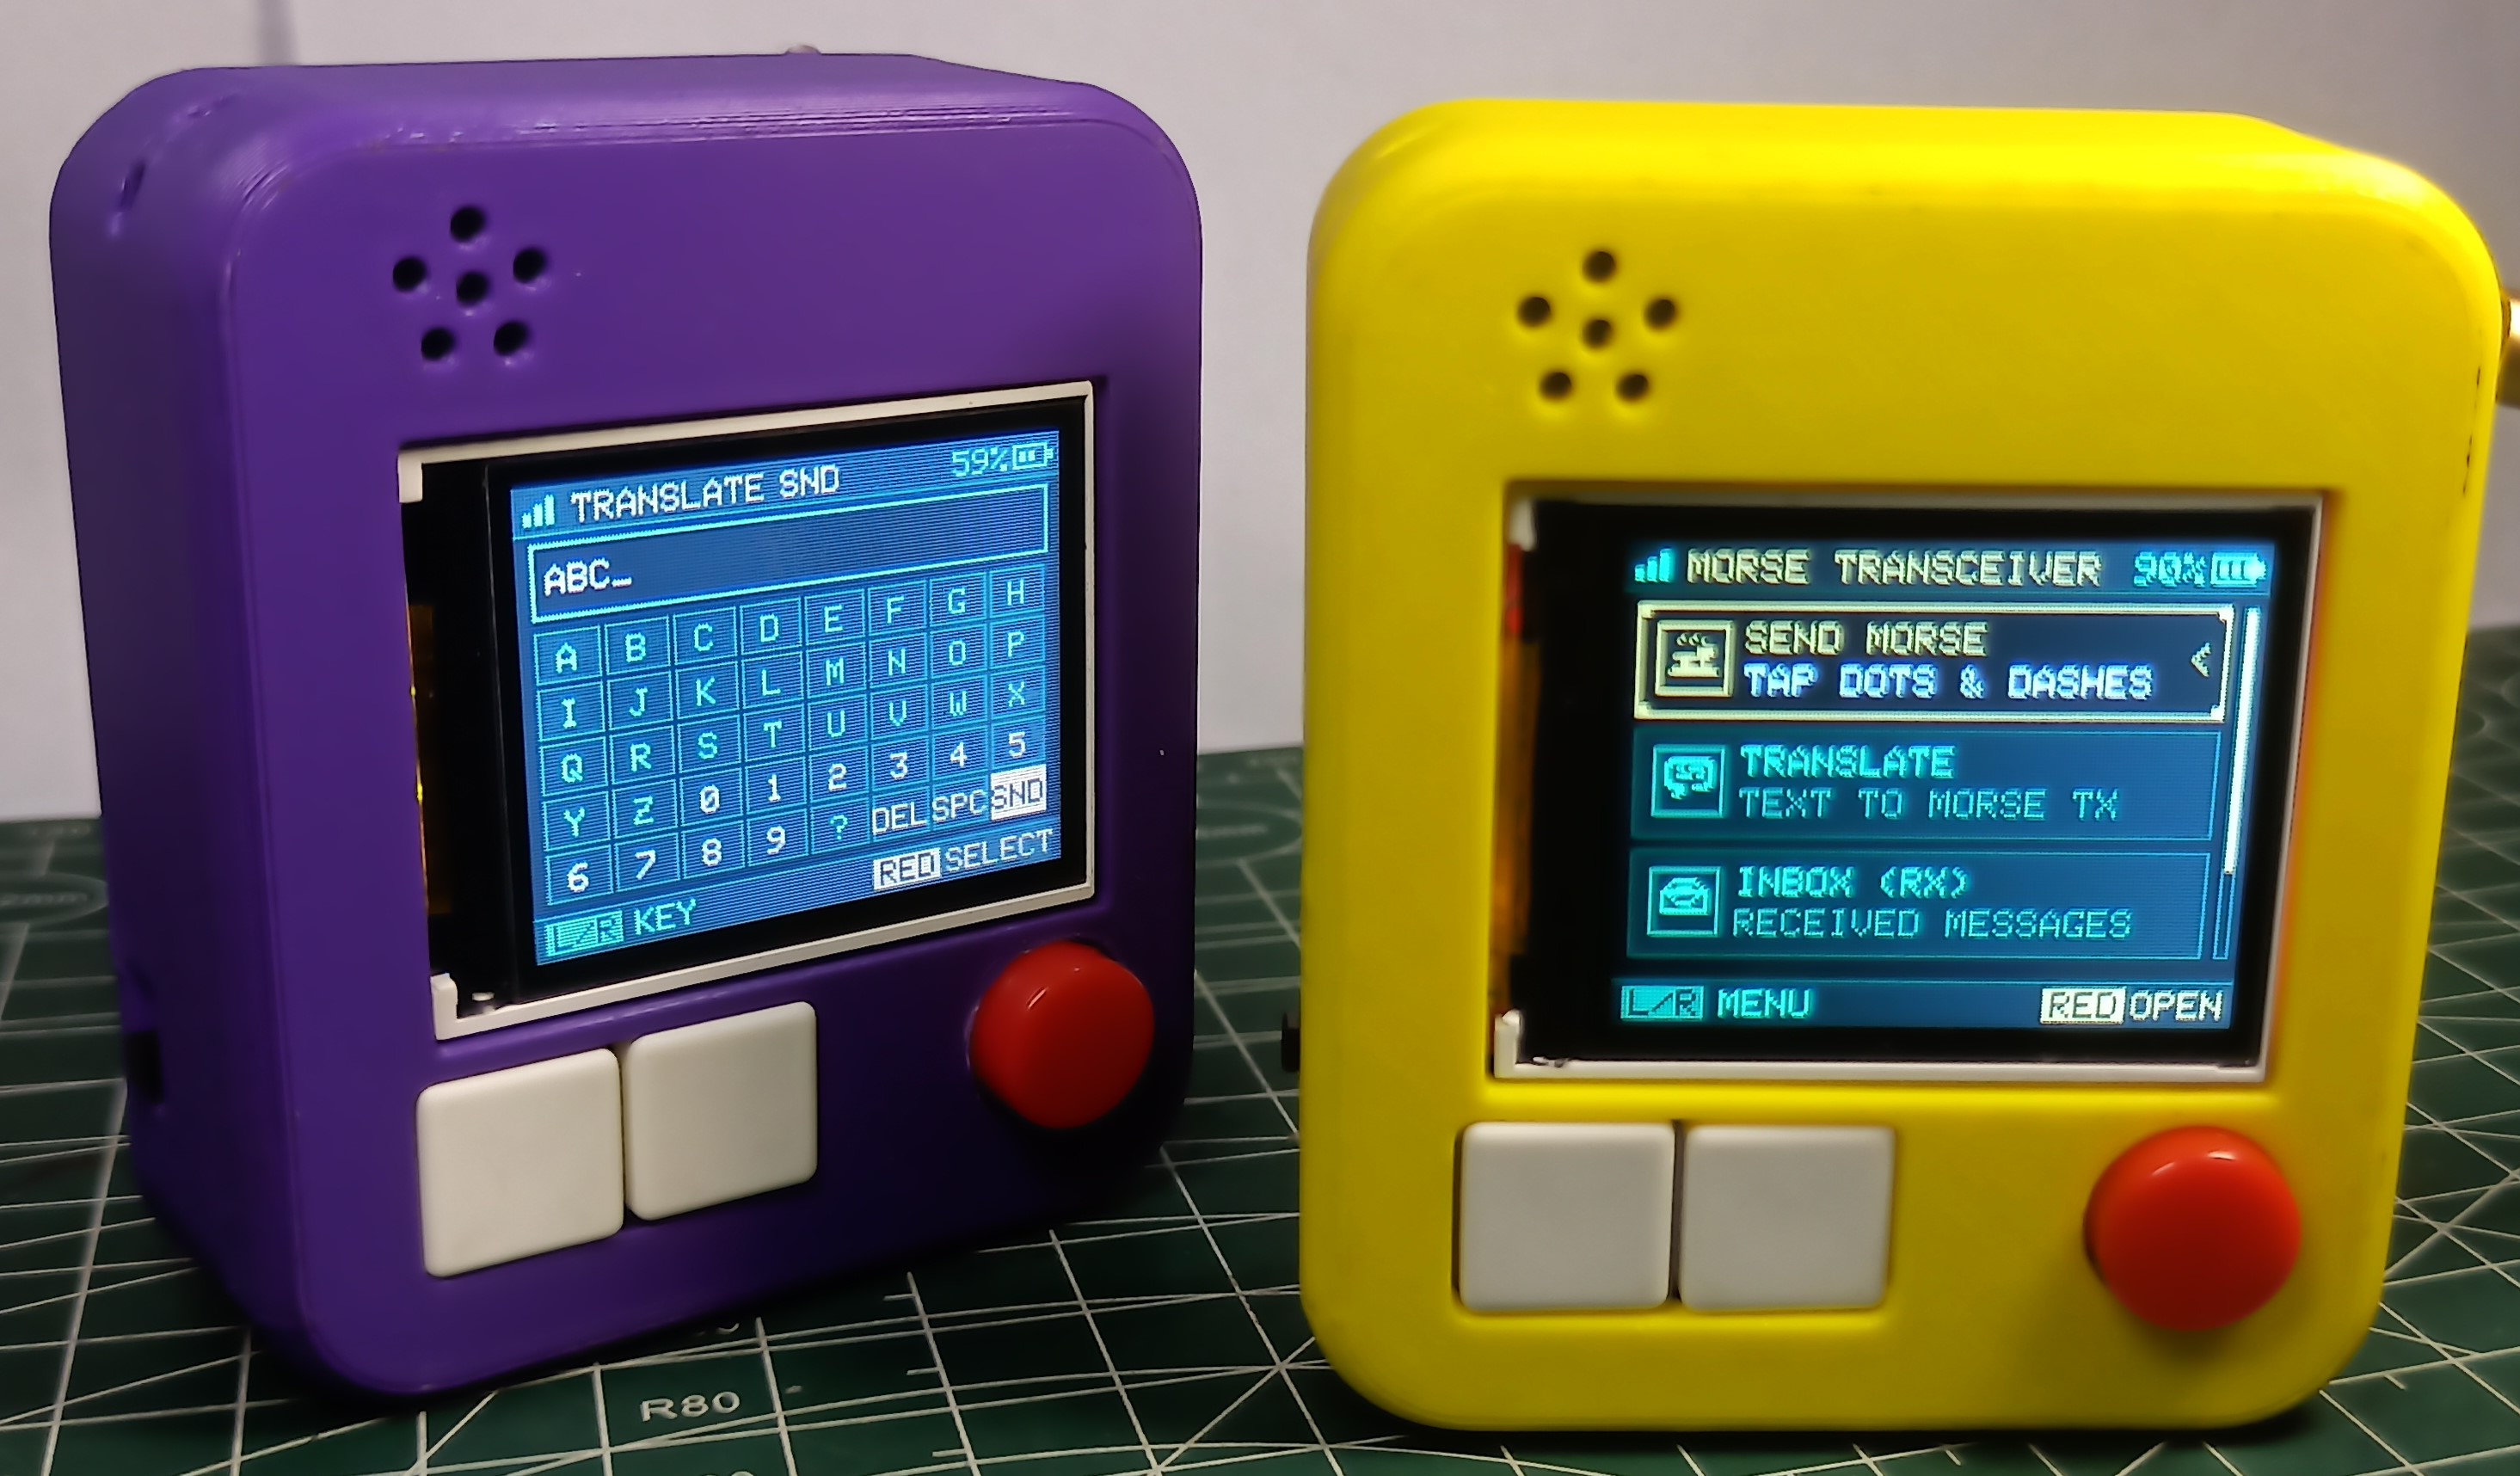 TRANSLATE SND 59%
ABC_
A B C D E F G H
I J K L M N O P
Q R S T U V W X
Y Z 0 1 2 3 4 5
6 7 8 9 ? DEL SPC SND
L/R KEY RED SELECT
MORSE TRANSCEIVER 90%
SEND MORSE <
TAP DOTS & DASHES
TRANSLATE
TEXT TO MORSE TX
INBOX (RX)
RECEIVED MESSAGES
L/R MENU RED OPEN
R80